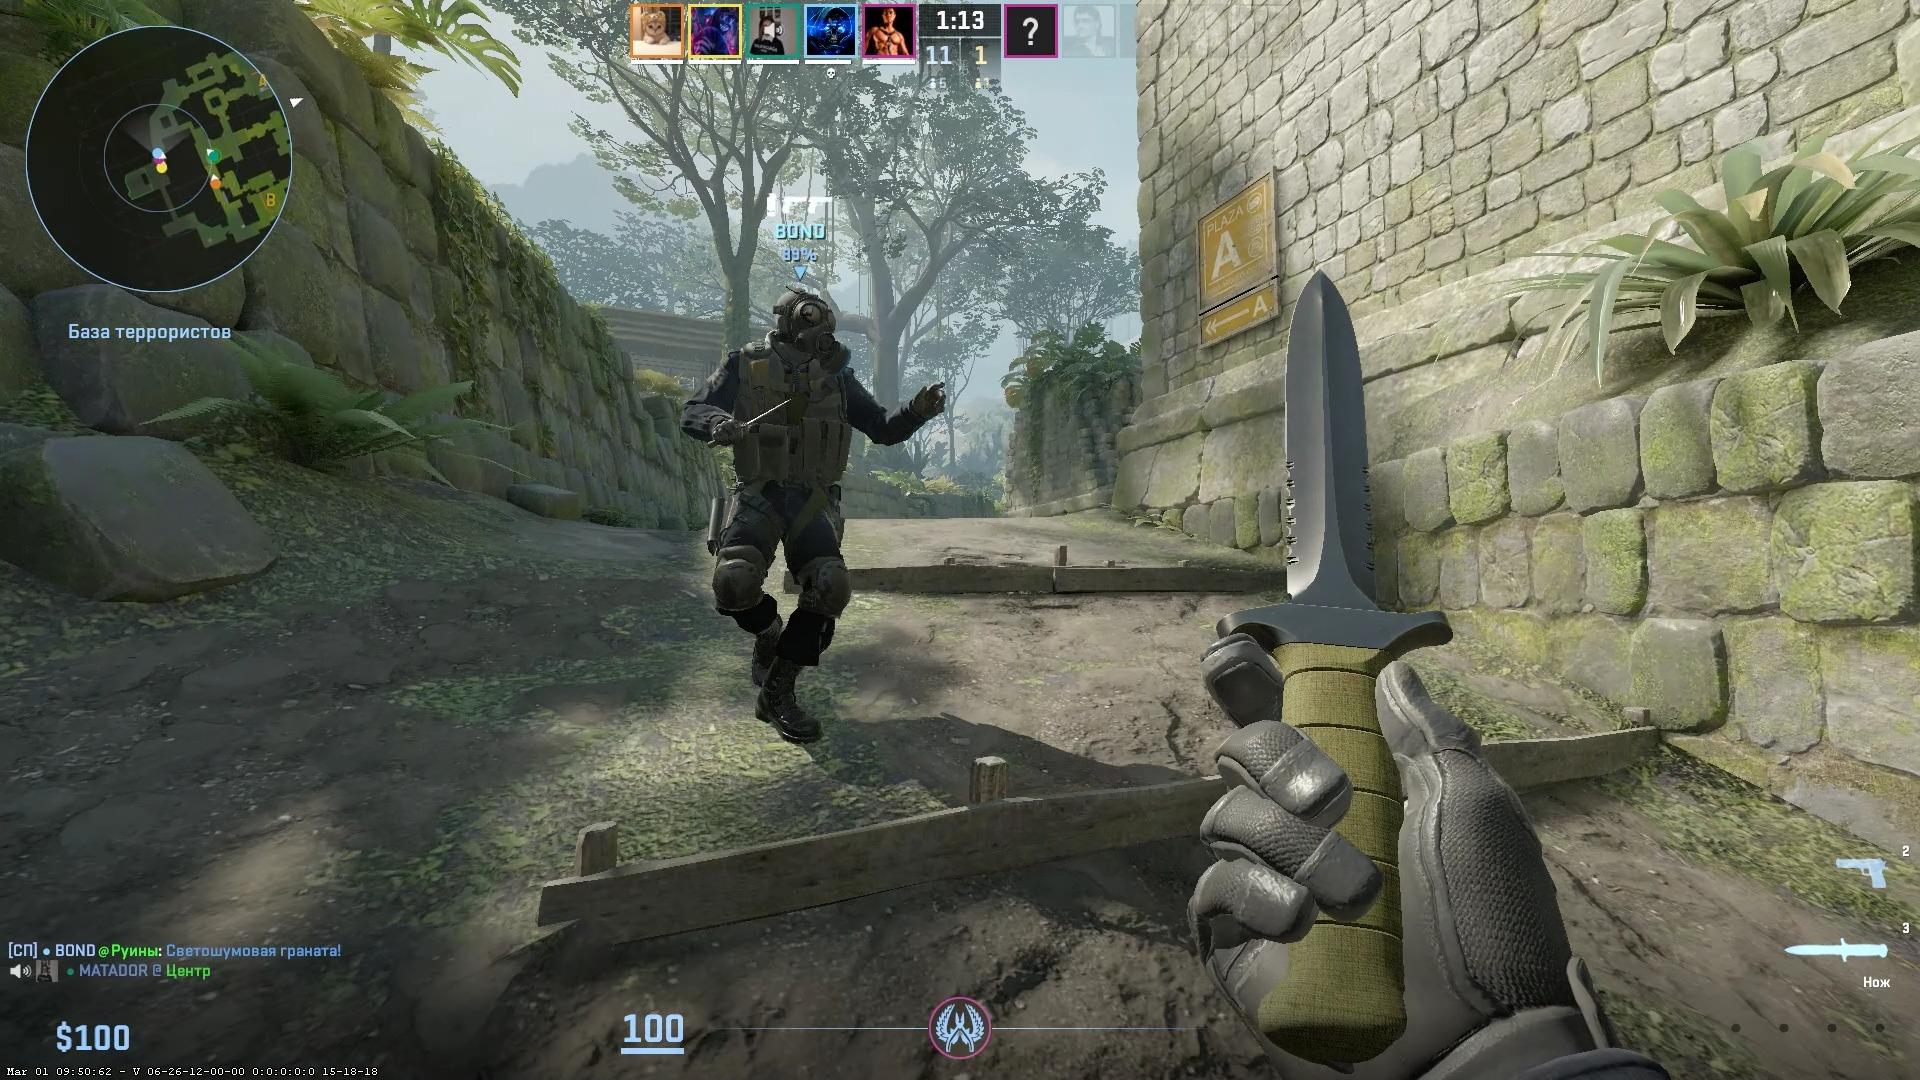 1:13
11 1
?
A
B
База террористов
BOND
89%
PLAZA
A
A
2
3
Нож
[СП] • BOND @ Руины: Светошумовая граната!
• MATADOR @ Центр
$100
100
Mar 01 09:50:62 - V 06-26-12-00-00 0:0:0:0:0 15-18-18